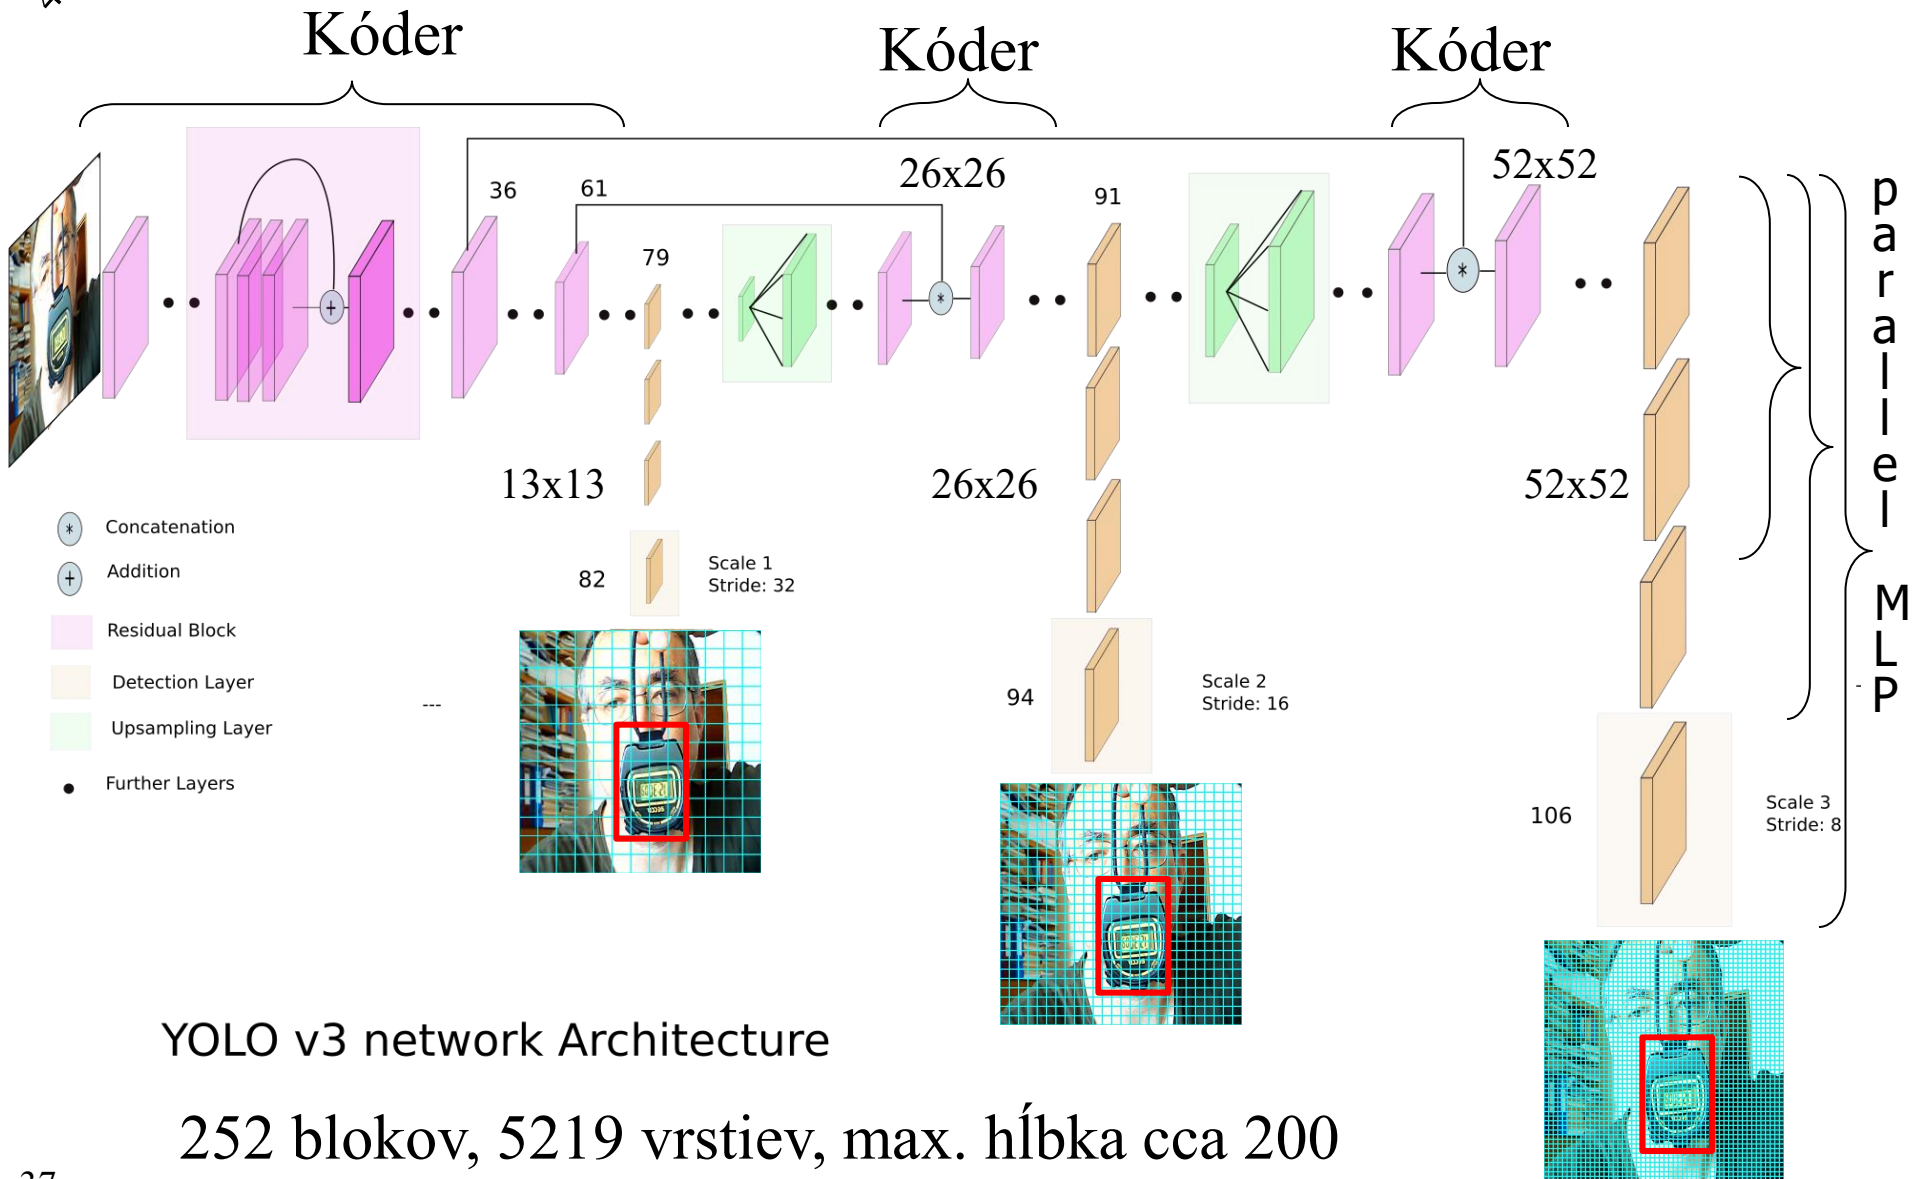 Kóder
Kóder
Kóder
26x26
52x52
36
61
91
79
+
*
*
13x13
26x26
52x52
parallel MLP
* Concatenation
+ Addition
Residual Block
Detection Layer
Upsampling Layer
Further Layers
---
82
Scale 1
Stride: 32
94
Scale 2
Stride: 16
106
Scale 3
Stride: 8
-
YOLO v3 network Architecture
252 blokov, 5219 vrstiev, max. hĺbka cca 200